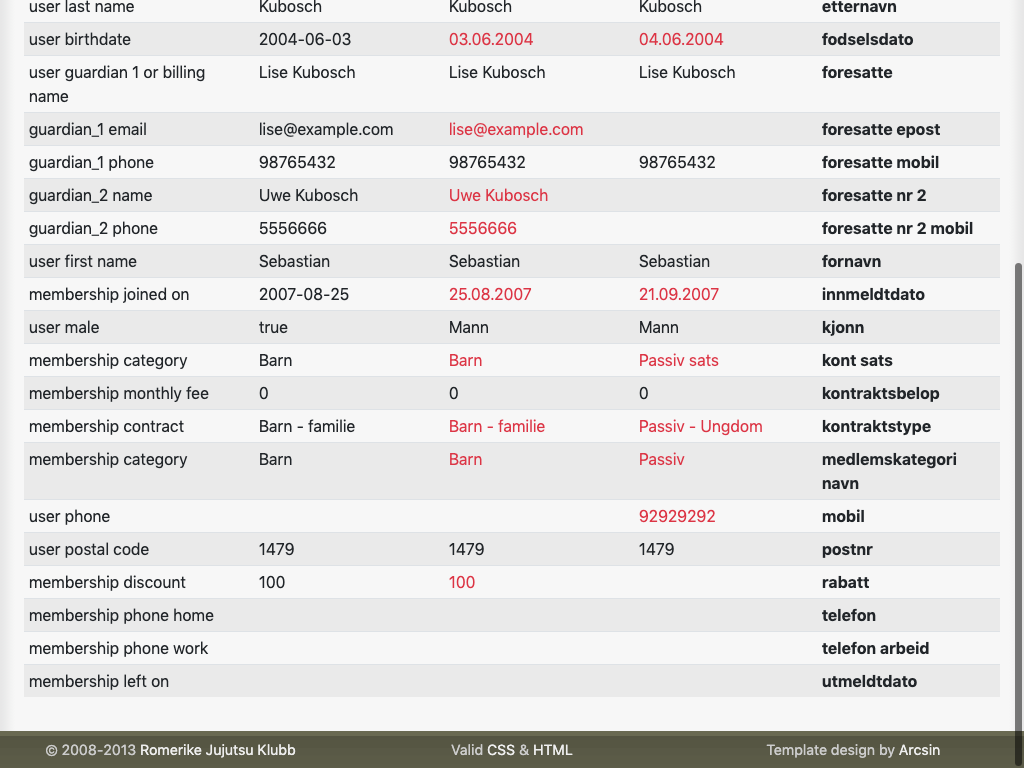 user last name Kubosch Kubosch Kubosch etternavn
user birthdate 2004-06-03 03.06.2004 04.06.2004 fodselsdato
user guardian 1 or billing Lise Kubosch Lise Kubosch Lise Kubosch foresatte
name
guardian_1 email lise@example.com lise@example.com foresatte epost
guardian_1 phone 98765432 98765432 98765432 foresatte mobil
guardian_2 name Uwe Kubosch Uwe Kubosch foresatte nr 2
guardian_2 phone 5556666 5556666 foresatte nr 2 mobil
user first name Sebastian Sebastian Sebastian fornavn
membership joined on 2007-08-25 25.08.2007 21.09.2007 innmeldtdato
user male true Mann Mann kjonn
membership category Barn Barn Passiv sats kont sats
membership monthly fee 0 0 0 kontraktsbelop
membership contract Barn - familie Barn - familie Passiv - Ungdom kontraktstype
membership category Barn Barn Passiv medlemskategori
navn
user phone 92929292 mobil
user postal code 1479 1479 1479 postnr
membership discount 100 100 rabatt
membership phone home telefon
membership phone work telefon arbeid
membership left on utmeldtdato
© 2008-2013 Romerike Jujutsu Klubb Valid CSS & HTML Template design by Arcsin